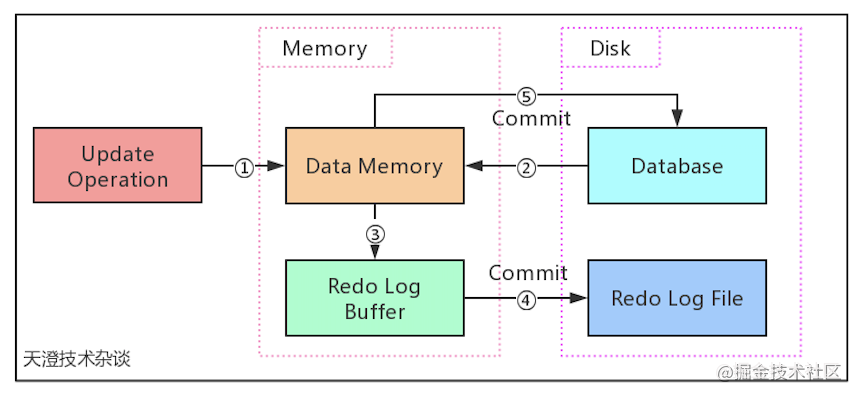 Memory
Disk
⑤
Commit
Update
Operation
①
Data Memory
②
Database
③
Commit
Redo Log
Buffer
④
Redo Log File
天澄技术杂谈
@掘金技术社区